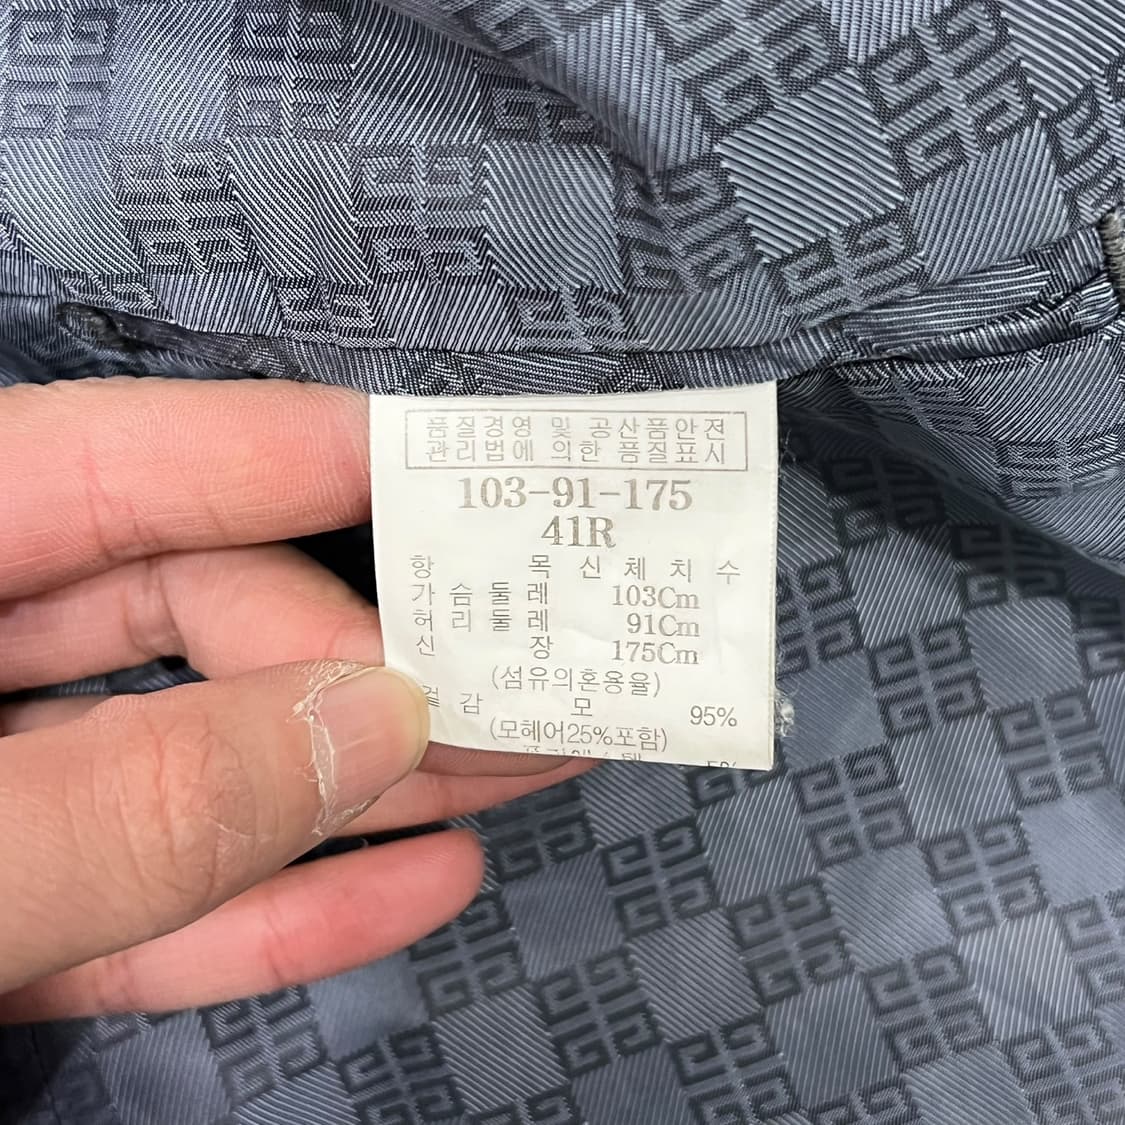 품질경영 및 공산품안전
관리법에 의한 품질표시
103-91-175
41R
항 목 신 체 치 수
가 슴 둘 레 103Cm
허 리 둘 레 91Cm
신 장 175Cm
(섬유의혼용율)
겉 감 모 95%
(모헤어25%포함)